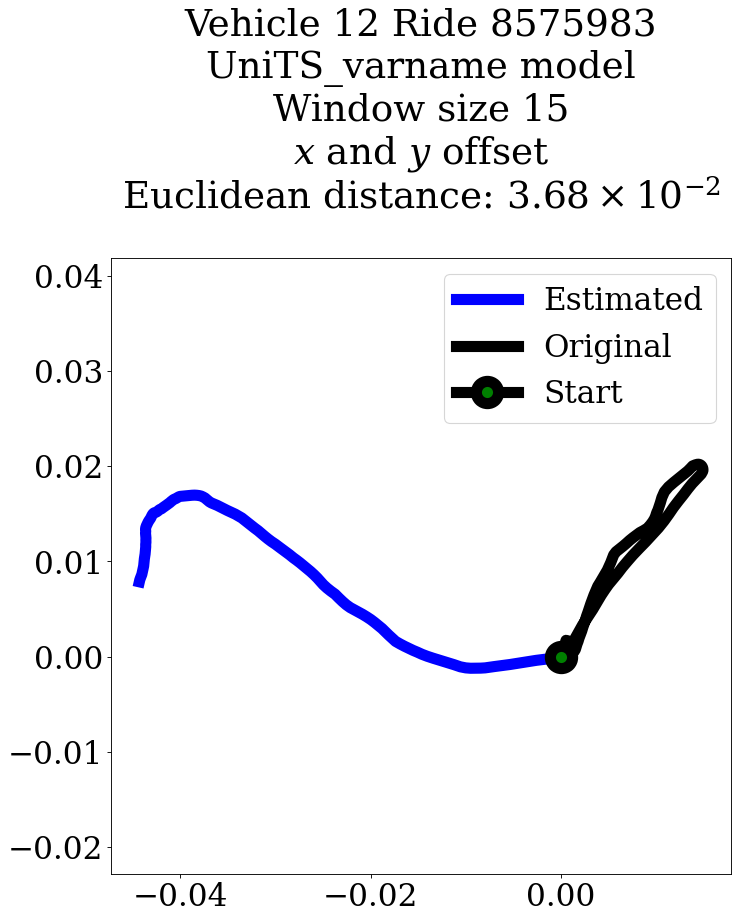 Vehicle 12 Ride 8575983
UniTS_varname model
Window size 15
x and y offset
Euclidean distance: 3.68 × 10⁻²
Estimated
Original
Start
0.04
0.03
0.02
0.01
0.00
−0.01
−0.02
−0.04
−0.02
0.00